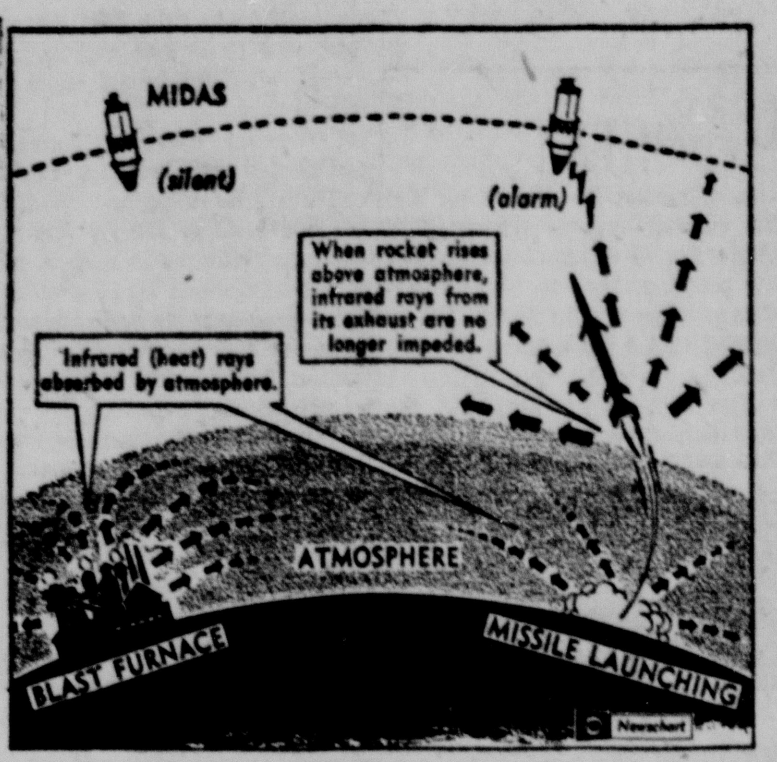 MIDAS
(silent)
(alarm)
When rocket rises
above atmosphere,
infrared rays from
its exhaust are no
longer impeded.
Infrared (heat) rays
absorbed by atmosphere.
ATMOSPHERE
BLAST FURNACE
MISSILE LAUNCHING
Newschart